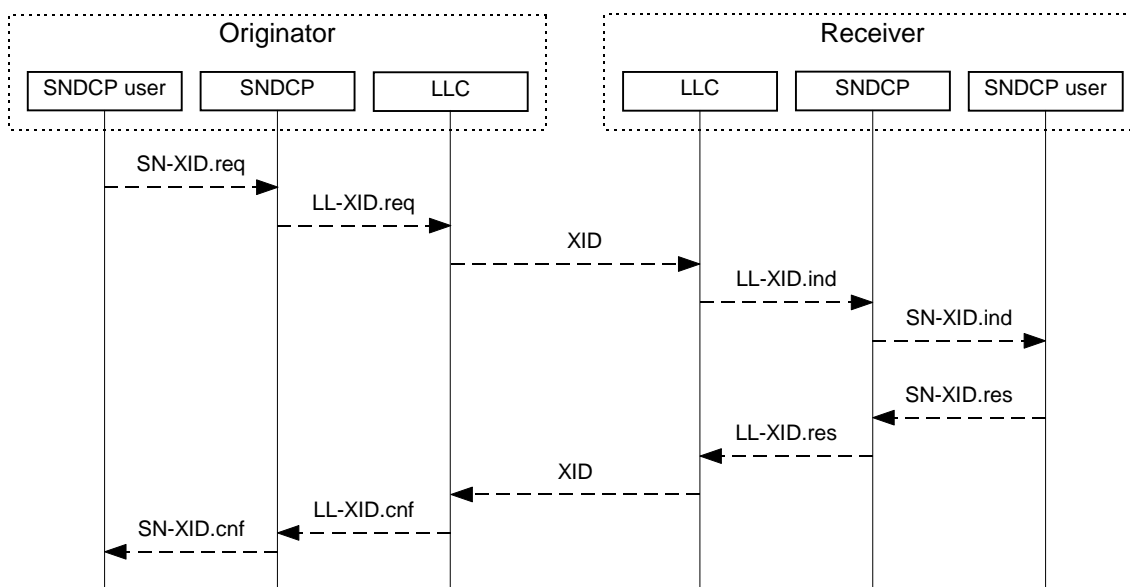 Originator
Receiver
SNDCP user
SNDCP
LLC
LLC
SNDCP
SNDCP user
SN-XID.req
LL-XID.req
XID
LL-XID.ind
SN-XID.ind
SN-XID.res
LL-XID.res
XID
LL-XID.cnf
SN-XID.cnf